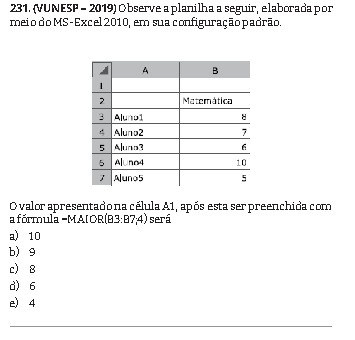 231. (VUNESP – 2019) Observe a planilha a seguir, elaborada por
meio do MS-Excel 2010, em sua configuração padrão.
A B
1
2 Matemática
3 Aluno1 8
4 Aluno2 7
5 Aluno3 6
6 Aluno4 10
7 Aluno5 5
O valor apresentado na célula A1, após esta ser preenchida com
a fórmula =MAIOR(B3:B7;4) será
a) 10
b) 9
c) 8
d) 6
e) 4